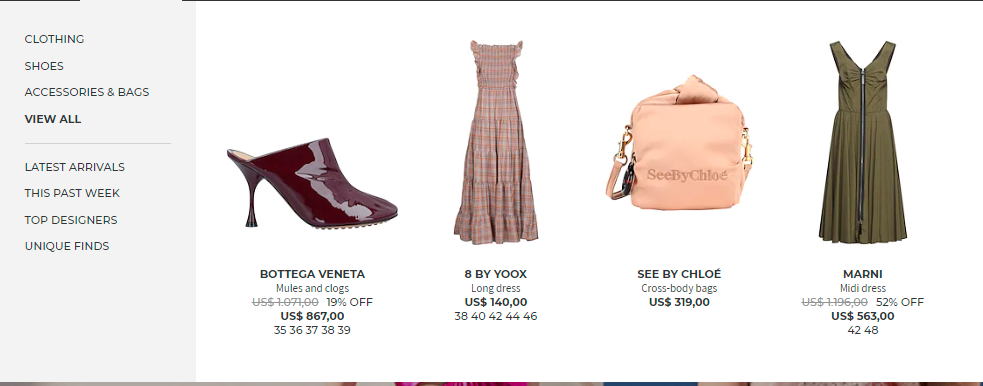 CLOTHING
SHOES
ACCESSORIES & BAGS
VIEW ALL
LATEST ARRIVALS
THIS PAST WEEK
TOP DESIGNERS
UNIQUE FINDS
BOTTEGA VENETA
Mules and clogs
US$ 1.071,00 19% OFF
US$ 867,00
35 36 37 38 39
8 BY YOOX
Long dress
US$ 140,00
38 40 42 44 46
SeeByChloé
SEE BY CHLOÉ
Cross-body bags
US$ 319,00
MARNI
Midi dress
US$ 1.196,00 52% OFF
US$ 563,00
42 48